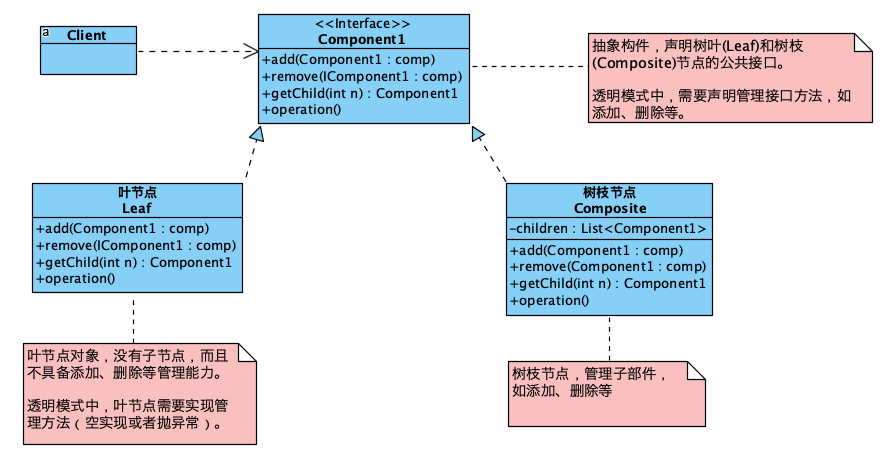 a
Client
<<Interface>>
Component1
+add(Component1 : comp)
+remove(IComponent1 : comp)
+getChild(int n) : Component1
+operation()
抽象构件，声明树叶(Leaf)和树枝
(Composite)节点的公共接口。
透明模式中，需要声明管理接口方法，如
添加、删除等。
叶节点
Leaf
+add(Component1 : comp)
+remove(IComponent1 : comp)
+getChild(int n) : Component1
+operation()
树枝节点
Composite
-children : List<Component1>
+add(Component1 : comp)
+remove(Component1 : comp)
+getChild(int n) : Component1
+operation()
叶节点对象，没有子节点，而且
不具备添加、删除等管理能力。
透明模式中，叶节点需要实现管
理方法（空实现或者抛异常）。
树枝节点，管理子部件，
如添加、删除等